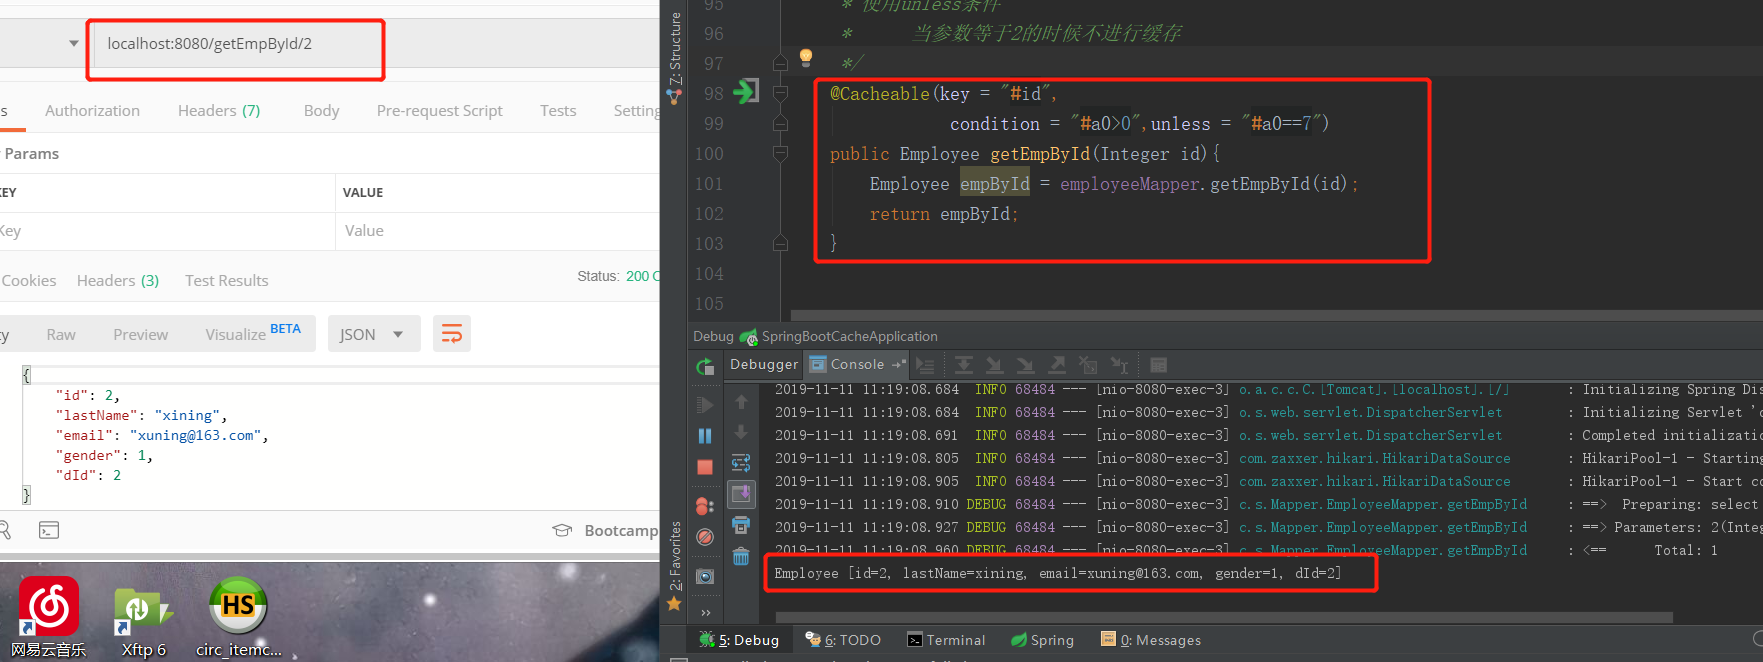 localhost:8080/getEmpById/2
s Authorization Headers (7) Body Pre-request Script Tests Setting
Params
KEY VALUE
Key Value
Cookies Headers (3) Test Results Status: 200 O
Raw Preview Visualize BETA JSON
{
"id": 2,
"lastName": "xining",
"email": "xuning@163.com",
"gender": 1,
"dId": 2
}
Bootcamp
网易云音乐
Xftp 6
HS
circ_itemc...
7: Structure
2: Favorites
95 * 使用unless条件
96 * 当参数等于2的时候不进行缓存
97 */
98 @Cacheable(key = "#id",
99 condition = "#a0>0",unless = "#a0==7")
100 public Employee getEmpById(Integer id){
101 Employee empById = employeeMapper.getEmpById(id);
102 return empById;
103 }
104
105
Debug SpringBootCacheApplication
Debugger Console
2019-11-11 11:19:08.684 INFO 68484 --- [nio-8080-exec-3] o.a.c.c.C.[Tomcat].[localhost].[/] : Initializing Spring Dis
2019-11-11 11:19:08.684 INFO 68484 --- [nio-8080-exec-3] o.s.web.servlet.DispatcherServlet : Initializing Servlet 'd
2019-11-11 11:19:08.691 INFO 68484 --- [nio-8080-exec-3] o.s.web.servlet.DispatcherServlet : Completed initializatio
2019-11-11 11:19:08.805 INFO 68484 --- [nio-8080-exec-3] com.zaxxer.hikari.HikariDataSource : HikariPool-1 - Starting
2019-11-11 11:19:08.905 INFO 68484 --- [nio-8080-exec-3] com.zaxxer.hikari.HikariDataSource : HikariPool-1 - Start co
2019-11-11 11:19:08.910 DEBUG 68484 --- [nio-8080-exec-3] c.s.Mapper.EmployeeMapper.getEmpById : ==> Preparing: select
2019-11-11 11:19:08.927 DEBUG 68484 --- [nio-8080-exec-3] c.s.Mapper.EmployeeMapper.getEmpById : ==> Parameters: 2(Integ
2019-11-11 11:19:08.960 DEBUG 68484 --- [nio-8080-exec-3] c.s.Mapper.EmployeeMapper.getEmpById : <== Total: 1
Employee [id=2, lastName=xining, email=xuning@163.com, gender=1, dId=2]
5: Debug 6: TODO Terminal Spring 0: Messages